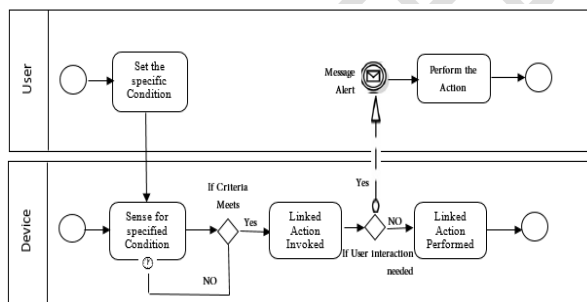 User
Set the
specific
Condition
Message
Alert
Perform the
Action
Device
Sense for
specified
Condition
NO
If Criteria
Meets
Yes
Linked
Action
Invoked
Yes
If User interaction
needed
NO
Linked
Action
Performed